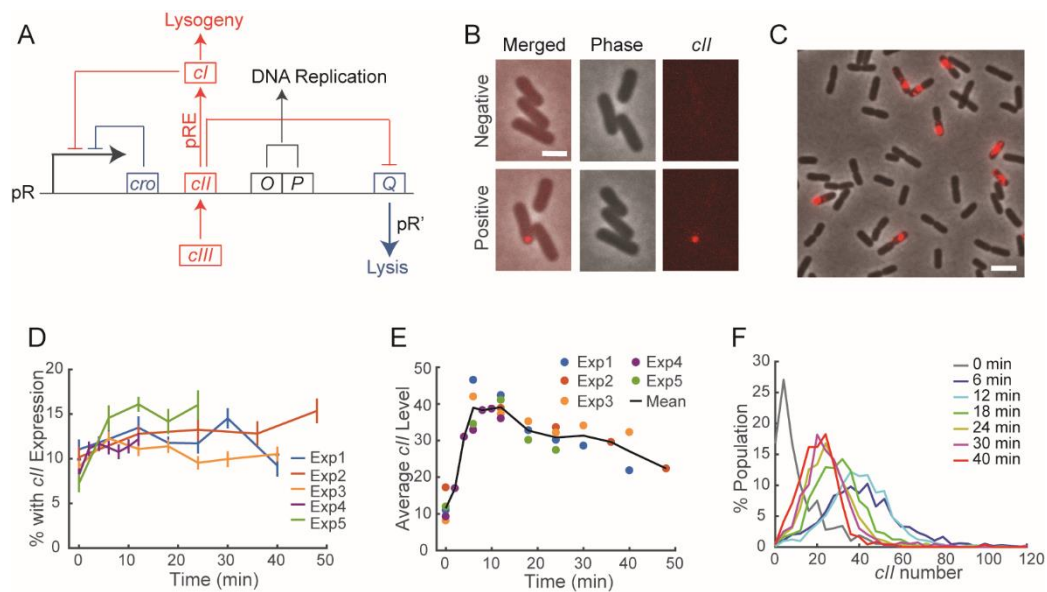 A
Lysogeny
cI
DNA Replication
pRE
pR
cro
cII
O
P
Q
pR'
cIII
Lysis
B
Merged
Phase
cII
Negative
Positive
C
D
% with cII Expression
20
15
10
5
0
0
10
20
30
40
50
Time (min)
Exp1
Exp2
Exp3
Exp4
Exp5
E
Average cII Level
50
40
30
20
10
0
0
10
20
30
40
50
Time (min)
Exp1
Exp4
Exp2
Exp5
Exp3
Mean
F
% Population
30
25
20
15
10
5
0
0
20
40
60
80
100
120
cII number
0 min
6 min
12 min
18 min
24 min
30 min
40 min